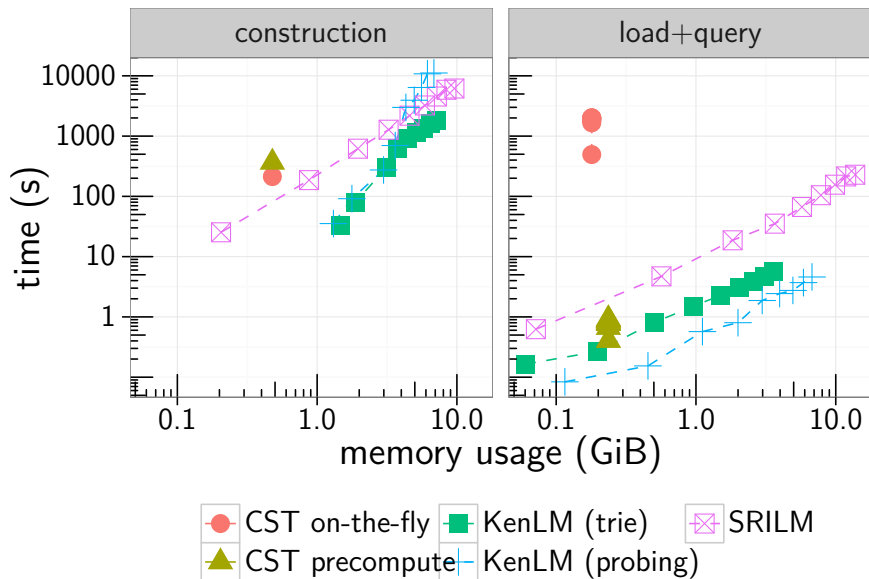 construction load+query
10000
1000
100
10
1
time (s)
0.1 1.0 10.0 0.1 1.0 10.0
memory usage (GiB)
CST on-the-fly KenLM (trie) SRILM
CST precompute KenLM (probing)